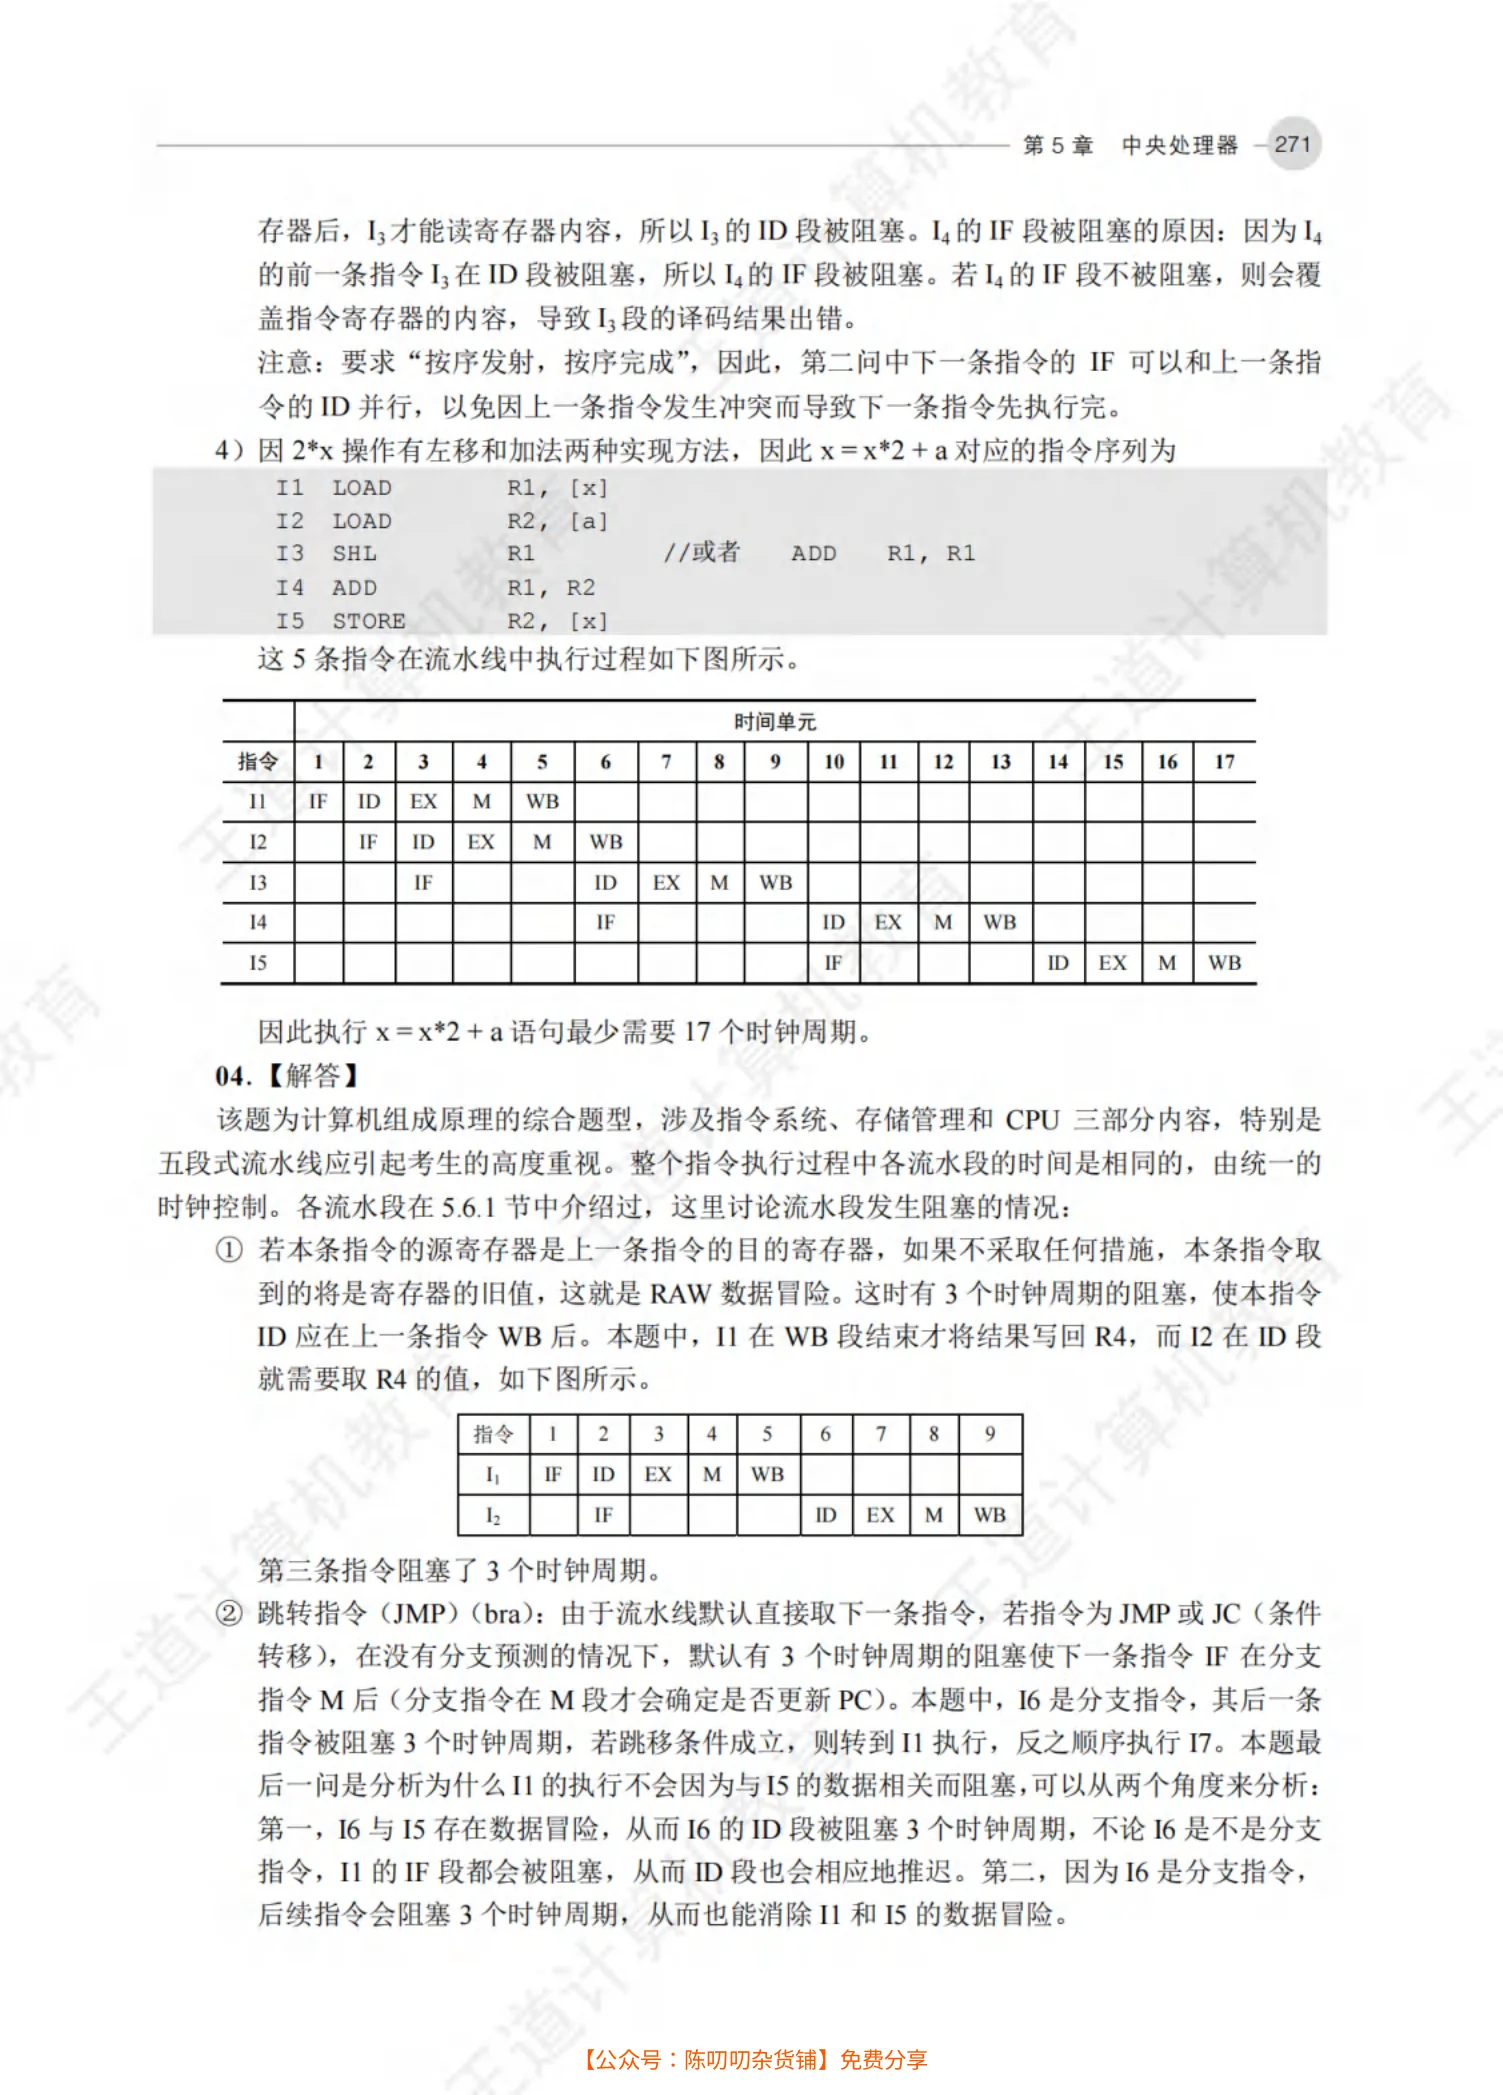 第 5 章 中央处理器 271
存器后，I3才能读寄存器内容，所以 I3的 ID 段被阻塞。I4的 IF 段被阻塞的原因：因为 I4
的前一条指令 I3在 ID 段被阻塞，所以 I4的 IF 段被阻塞。若 I4的 IF 段不被阻塞，则会覆
盖指令寄存器的内容，导致 I3段的译码结果出错。
注意：要求“按序发射，按序完成”，因此，第二问中下一条指令的 IF 可以和上一条指
令的 ID 并行，以免因上一条指令发生冲突而导致下一条指令先执行完。
4）因 2*x 操作有左移和加法两种实现方法，因此 x = x*2 + a 对应的指令序列为
I1 LOAD R1, [x]
I2 LOAD R2, [a]
I3 SHL R1 //或者 ADD R1, R1
I4 ADD R1, R2
I5 STORE R2, [x]
这 5 条指令在流水线中执行过程如下图所示。
时间单元
指令 1 2 3 4 5 6 7 8 9 10 11 12 13 14 15 16 17
I1 IF ID EX M WB
I2 IF ID EX M WB
I3 IF ID EX M WB
I4 IF ID EX M WB
I5 IF ID EX M WB
因此执行 x = x*2 + a 语句最少需要 17 个时钟周期。
04.【解答】
该题为计算机组成原理的综合题型，涉及指令系统、存储管理和 CPU 三部分内容，特别是
五段式流水线应引起考生的高度重视。整个指令执行过程中各流水段的时间是相同的，由统一的
时钟控制。各流水段在 5.6.1 节中介绍过，这里讨论流水段发生阻塞的情况：
① 若本条指令的源寄存器是上一条指令的目的寄存器，如果不采取任何措施，本条指令取
到的将是寄存器的旧值，这就是 RAW 数据冒险。这时有 3 个时钟周期的阻塞，使本指令
ID 应在上一条指令 WB 后。本题中，I1 在 WB 段结束才将结果写回 R4，而 I2 在 ID 段
就需要取 R4 的值，如下图所示。
指令 1 2 3 4 5 6 7 8 9
I1 IF ID EX M WB
I2 IF ID EX M WB
第三条指令阻塞了 3 个时钟周期。
② 跳转指令（JMP）（bra）：由于流水线默认直接取下一条指令，若指令为 JMP 或 JC（条件
转移），在没有分支预测的情况下，默认有 3 个时钟周期的阻塞使下一条指令 IF 在分支
指令 M 后（分支指令在 M 段才会确定是否更新 PC）。本题中，I6 是分支指令，其后一条
指令被阻塞 3 个时钟周期，若跳移条件成立，则转到 I1 执行，反之顺序执行 I7。本题最
后一问是分析为什么 I1 的执行不会因为与 I5 的数据相关而阻塞，可以从两个角度来分析：
第一，I6 与 I5 存在数据冒险，从而 I6 的 ID 段被阻塞 3 个时钟周期，不论 I6 是不是分支
指令，I1 的 IF 段都会被阻塞，从而 ID 段也会相应地推迟。第二，因为 I6 是分支指令，
后续指令会阻塞 3 个时钟周期，从而也能消除 I1 和 I5 的数据冒险。
【公众号：陈叨叨杂货铺】免费分享